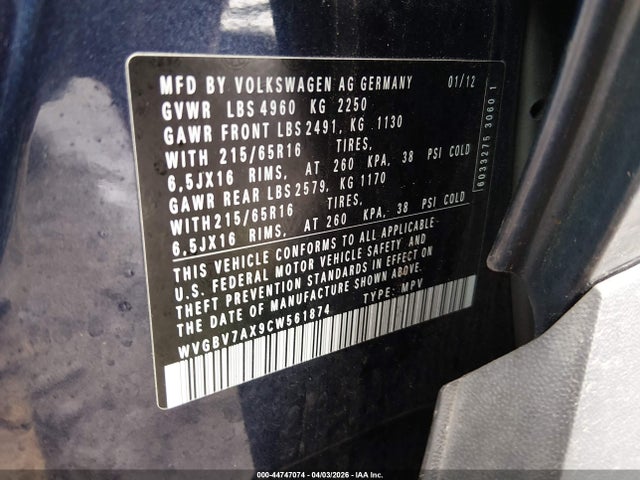 MFD BY VOLKSWAGEN AG GERMANY 01/12
GVWR LBS 4960 KG 2250
GAWR FRONT LBS 2491, KG 1130
WITH 215/65R16 TIRES,
6.5JX16 RIMS, AT 260 KPA, 38 PSI COLD
GAWR REAR LBS 2579, KG 1170
WITH 215/65R16 TIRES,
6.5JX16 RIMS, AT 260 KPA, 38 PSI COLD
THIS VEHICLE CONFORMS TO ALL APPLICABLE
U.S. FEDERAL MOTOR VEHICLE SAFETY AND
THEFT PREVENTION STANDARDS IN EFFECT ON
THE DATE OF MANUFACTURE SHOWN ABOVE.
WVGBV7AX9CW561874 TYPE: MPV
6033275 3060 1
000-44747074 | 04/03/2026 | IAA Inc.